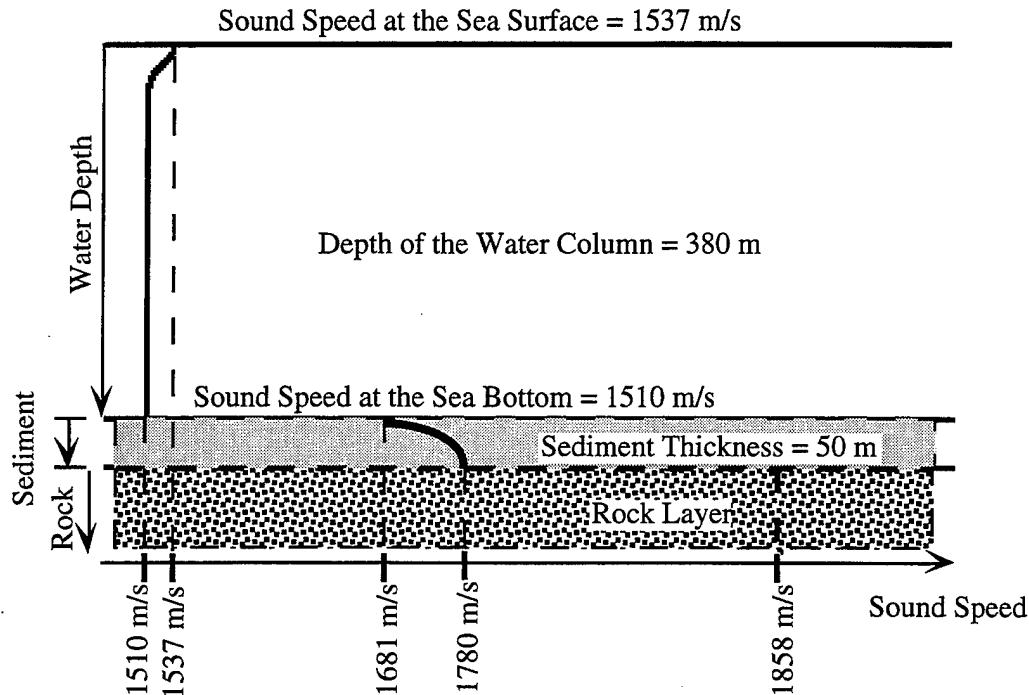 Sound Speed at the Sea Surface = 1537 m/s
Water Depth
Depth of the Water Column = 380 m
Sound Speed at the Sea Bottom = 1510 m/s
Sediment
Sediment Thickness = 50 m
Rock
Rock Layer
1510 m/s
1537 m/s
1681 m/s
1780 m/s
1858 m/s
Sound Speed